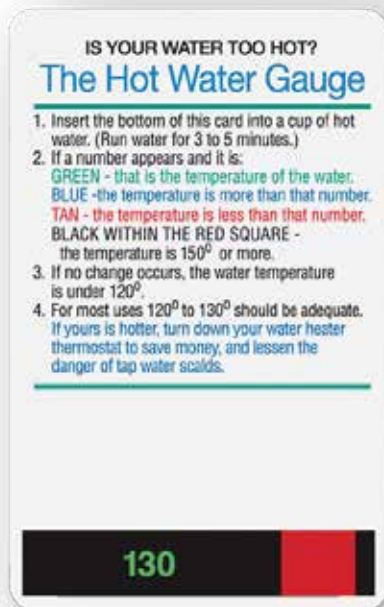 IS YOUR WATER TOO HOT?
The Hot Water Gauge
1. Insert the bottom of this card into a cup of hot
water. (Run water for 3 to 5 minutes.)
2. If a number appears and it is:
GREEN - that is the temperature of the water.
BLUE -the temperature is more than that number.
TAN - the temperature is less than that number.
BLACK WITHIN THE RED SQUARE -
the temperature is 150⁰ or more.
3. If no change occurs, the water temperature
is under 120⁰.
4. For most uses 120⁰ to 130⁰ should be adequate.
If yours is hotter, turn down your water heater
thermostat to save money, and lessen the
danger of tap water scalds.
130